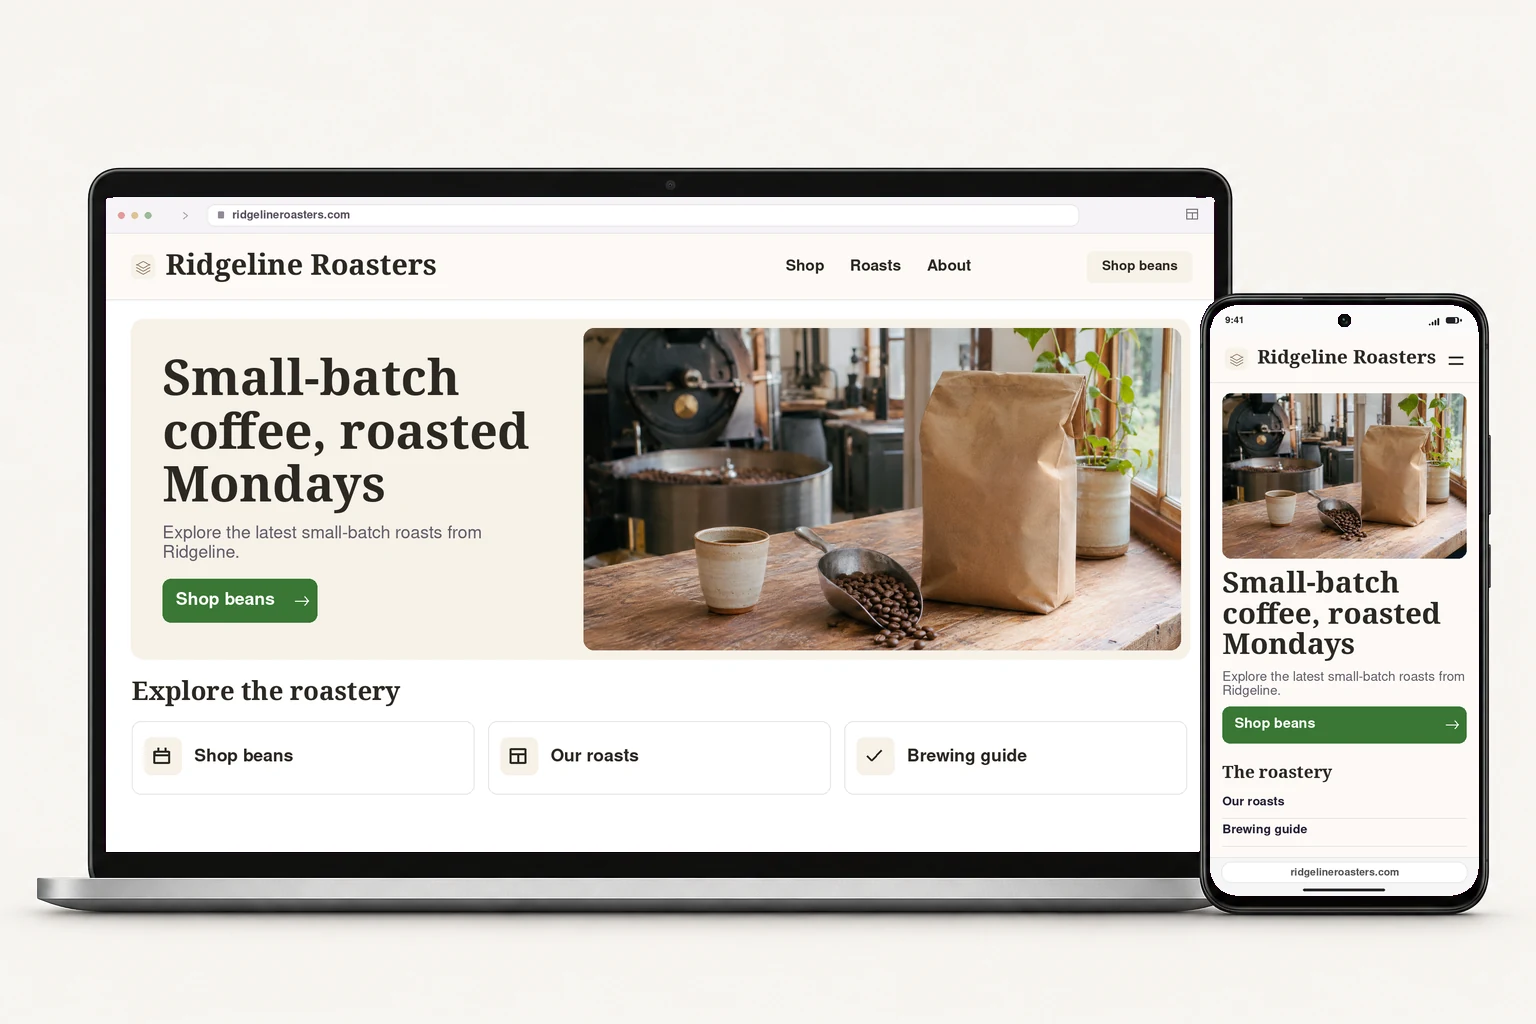 ridgelineroasters.com
Ridgeline Roasters
Shop Roasts About
Shop beans
Small-batch
coffee, roasted
Mondays
Explore the latest small-batch roasts from
Ridgeline.
Shop beans
Explore the roastery
Shop beans
Our roasts
Brewing guide
9:41
Ridgeline Roasters
Small-batch
coffee, roasted
Mondays
Explore the latest small-batch roasts from
Ridgeline.
Shop beans
The roastery
Our roasts
Brewing guide
ridgelineroasters.com